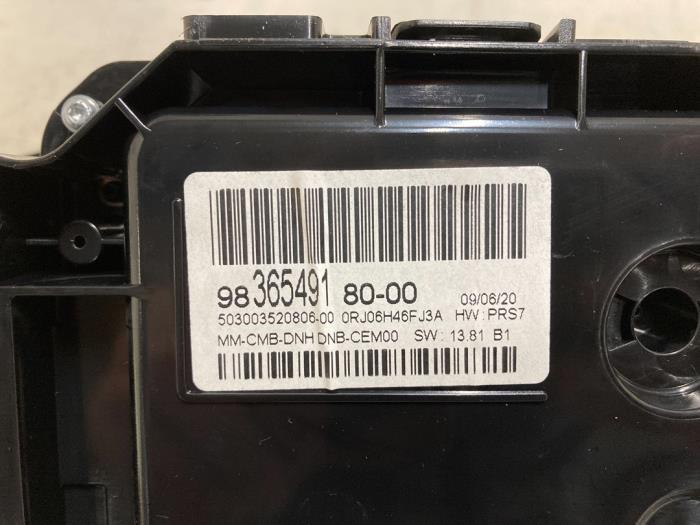 98 365491 80-00 09/06/20
503003520806-00 0RJ06H46FJ3A HW: PRS7
MM-CMB-DNH DNB-CEM00 SW: 13.81 B1